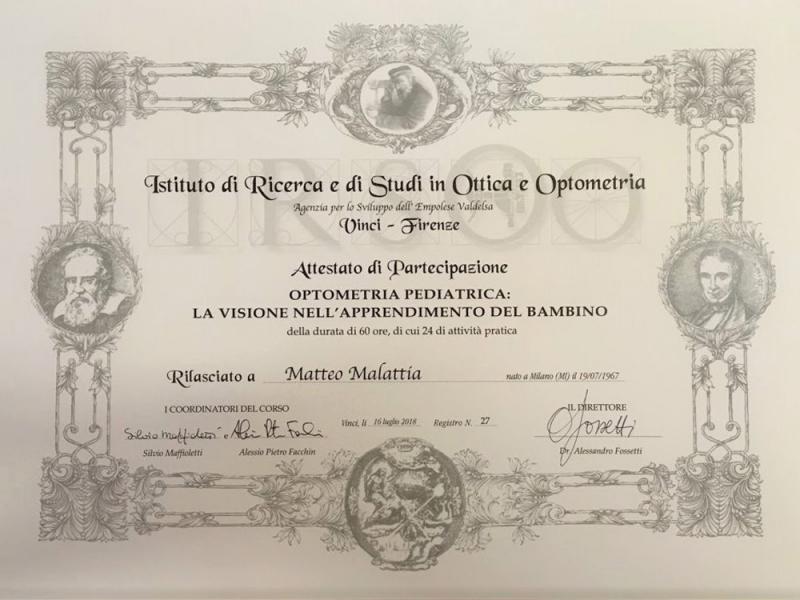 IRSOO
Istituto di Ricerca e di Studi in Ottica e Optometria
Agenzia per lo Sviluppo dell' Empolese Valdelsa
Vinci - Firenze
Attestato di Partecipazione
OPTOMETRIA PEDIATRICA:
LA VISIONE NELL'APPRENDIMENTO DEL BAMBINO
della durata di 60 ore, di cui 24 di attività pratica
Rilasciato a Matteo Malattia nato a Milano (MI) il 19/07/1967
I COORDINATORI DEL CORSO
Vinci, lì 16 luglio 2018 Registro N. 27
IL DIRETTORE
Silvio Maffioletti Alessio Pietro Facchin
Dr. Alessandro Fossetti